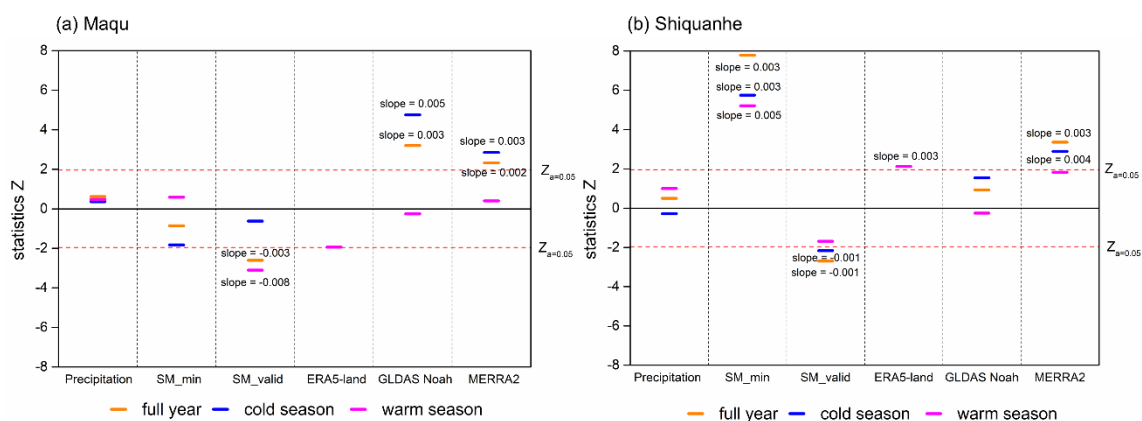 (a) Maqu
statistics Z
8
6
4
2
0
-2
-4
-6
-8
slope = 0.005
slope = 0.003
slope = 0.003
slope = 0.002
Za=0.05
Za=0.05
slope = -0.003
slope = -0.008
Precipitation SM_min SM_valid ERA5-land GLDAS Noah MERRA2
full year cold season warm season
(b) Shiquanhe
statistics Z
8
6
4
2
0
-2
-4
-6
-8
slope = 0.003
slope = 0.003
slope = 0.005
slope = 0.003
slope = 0.003
slope = 0.004
Za=0.05
Za=0.05
slope = -0.001
slope = -0.001
Precipitation SM_min SM_valid ERA5-land GLDAS Noah MERRA2
full year cold season warm season